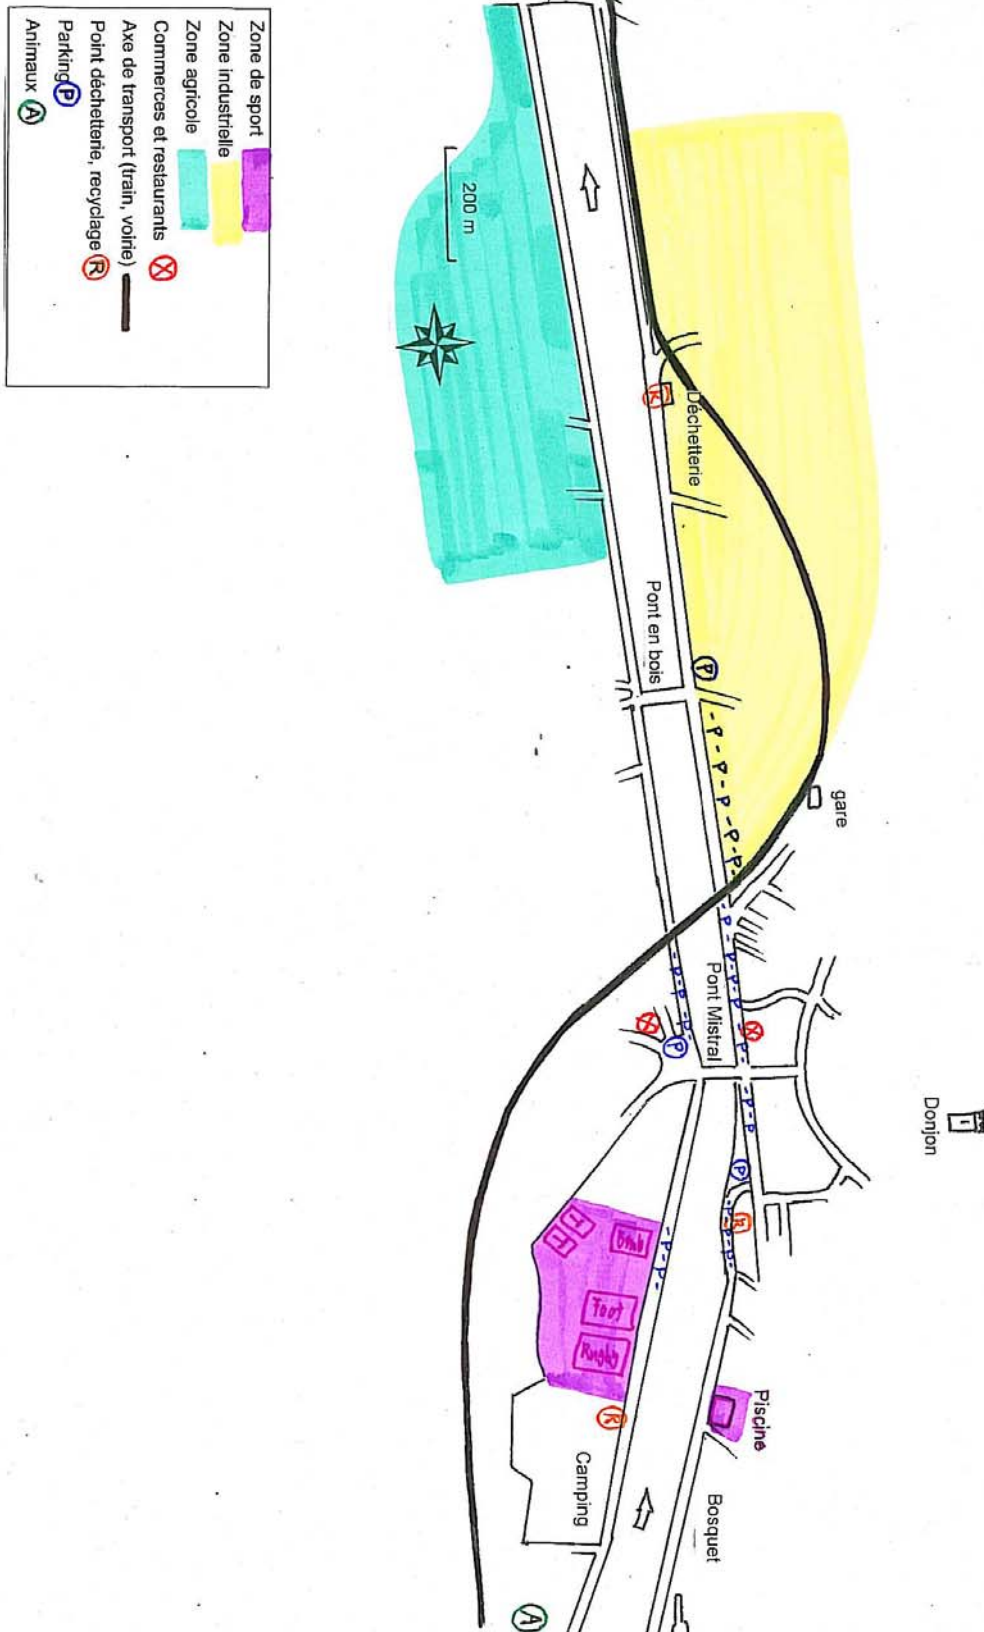 Donjon
gare
Piscine
Déchetterie
Bosquet
R
P
- P - P - P - P - P -
P - P - P - P - P
X
- P - P
P
R
- P - P - P -
Pont en bois
Pont Mistral
- P - P - P -
P
X
- P - P -
T
T
Foot
Rugby
R
Camping
A
200 m
Zone de sport
Zone industrielle
Zone agricole
Commerces et restaurants X
Axe de transport (train, voirie)
Point déchetterie, recyclage R
Parking P
Animaux A